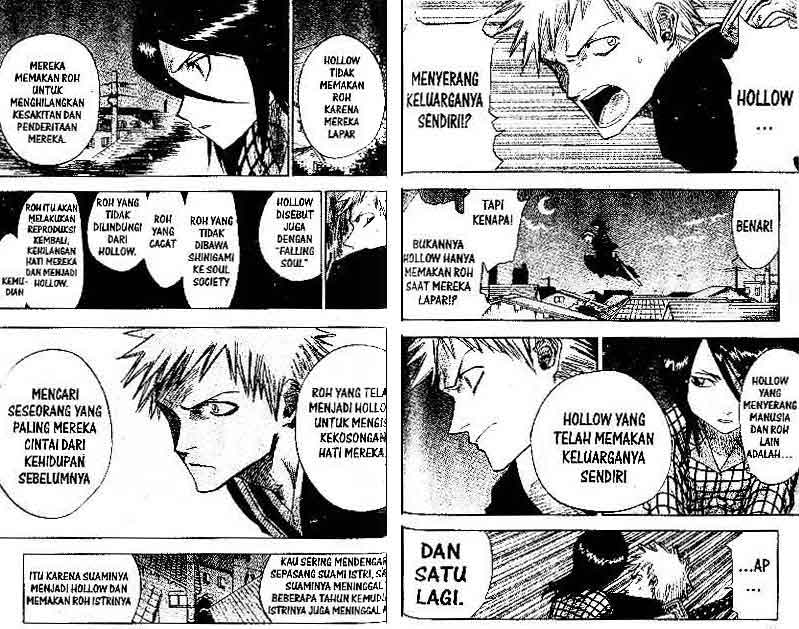 HOLLOW
...
MENYERANG
KELUARGANYA
SENDIRI!?
BENAR!
TAPI
KENAPA!
BUKANNYA
HOLLOW HANYA
MEMAKAN ROH
SAAT MEREKA
LAPAR!?
HOLLOW
YANG
MENYERANG
MANUSIA
DAN ROH
LAIN
ADALAH...
HOLLOW YANG
TELAH MEMAKAN
KELUARGANYA
SENDIRI
...AP
...
DAN
SATU
LAGI.
HOLLOW
TIDAK
MEMAKAN
ROH
KARENA
MEREKA
LAPAR
MEREKA
MEMAKAN ROH
UNTUK
MENGHILANGKAN
KESAKITAN DAN
PENDERITAAN
MEREKA.
HOLLOW
DISEBUT
JUGA
DENGAN
"FALLING
SOUL"
ROH YANG
TIDAK
DIBAWA
SHINIGAMI
KE SOUL
SOCIETY
ROH
YANG
CACAT
ROH YANG
TIDAK
DILINDUNGI
DARI
HOLLOW.
ROH ITU AKAN
MELAKUKAN
REPRODUKSI
KEMBALI,
KEHILANGAN
HATI MEREKA
DAN MENJADI
HOLLOW.
KEMU-
DIAN
ROH YANG TELA
MENJADI HOLLO
UNTUK MENGIS
KEKOSONGAN
HATI MEREKA
MENCARI
SESEORANG YANG
PALING MEREKA
CINTAI DARI
KEHIDUPAN
SEBELUMNYA
KAU SERING MENDENGAR
SEPASANG SUAMI ISTRI, SA
SUAMINYA MENINGGAL
BEBERAPA TAHUN KEMUD
ISTRINYA JUGA MENINGGAL
ITU KARENA SUAMINYA
MENJADI HOLLOW DAN
MEMAKAN ROH ISTRINYA